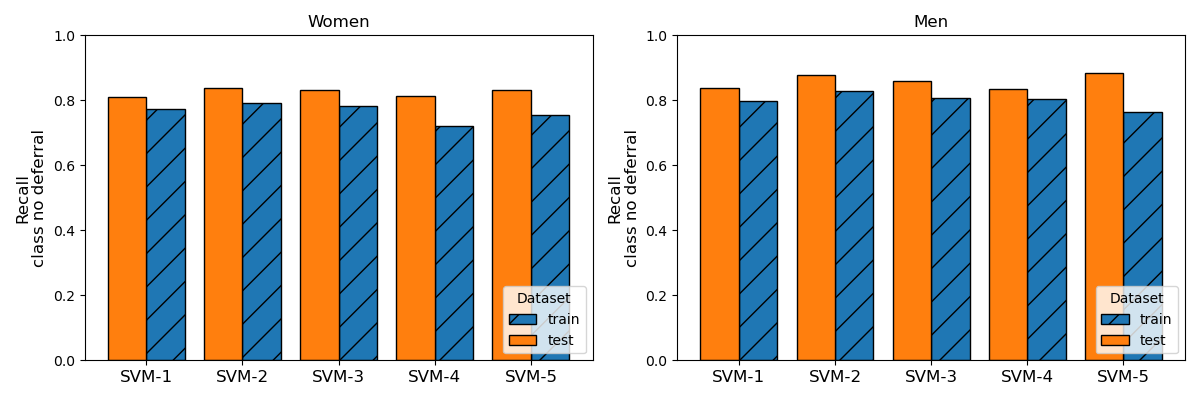 Women
Recall
class no deferral
1.0
0.8
0.6
0.4
0.2
0.0
SVM-1 SVM-2 SVM-3 SVM-4 SVM-5
Dataset
train
test
Men
Recall
class no deferral
1.0
0.8
0.6
0.4
0.2
0.0
SVM-1 SVM-2 SVM-3 SVM-4 SVM-5
Dataset
train
test